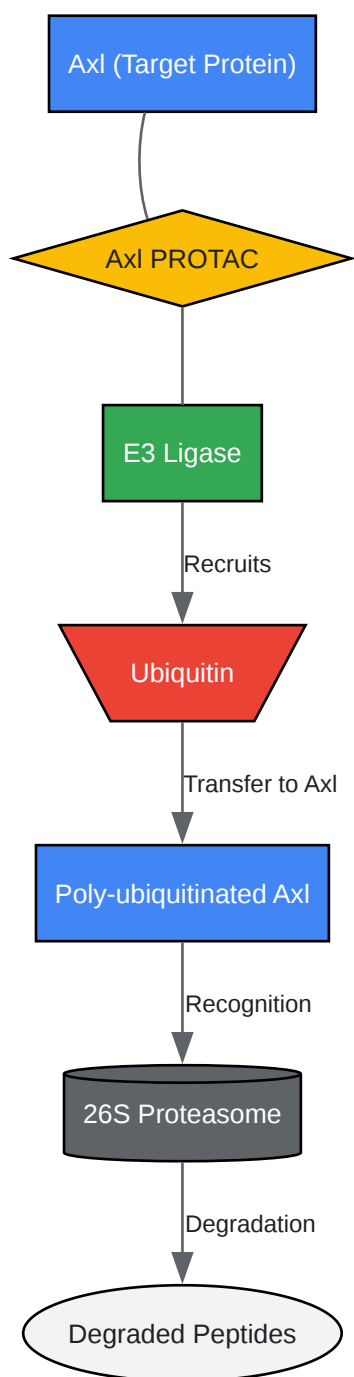 Axl (Target Protein)
Axl PROTAC
E3 Ligase
Recruits
Ubiquitin
Transfer to Axl
Poly-ubiquitinated Axl
Recognition
26S Proteasome
Degradation
Degraded Peptides